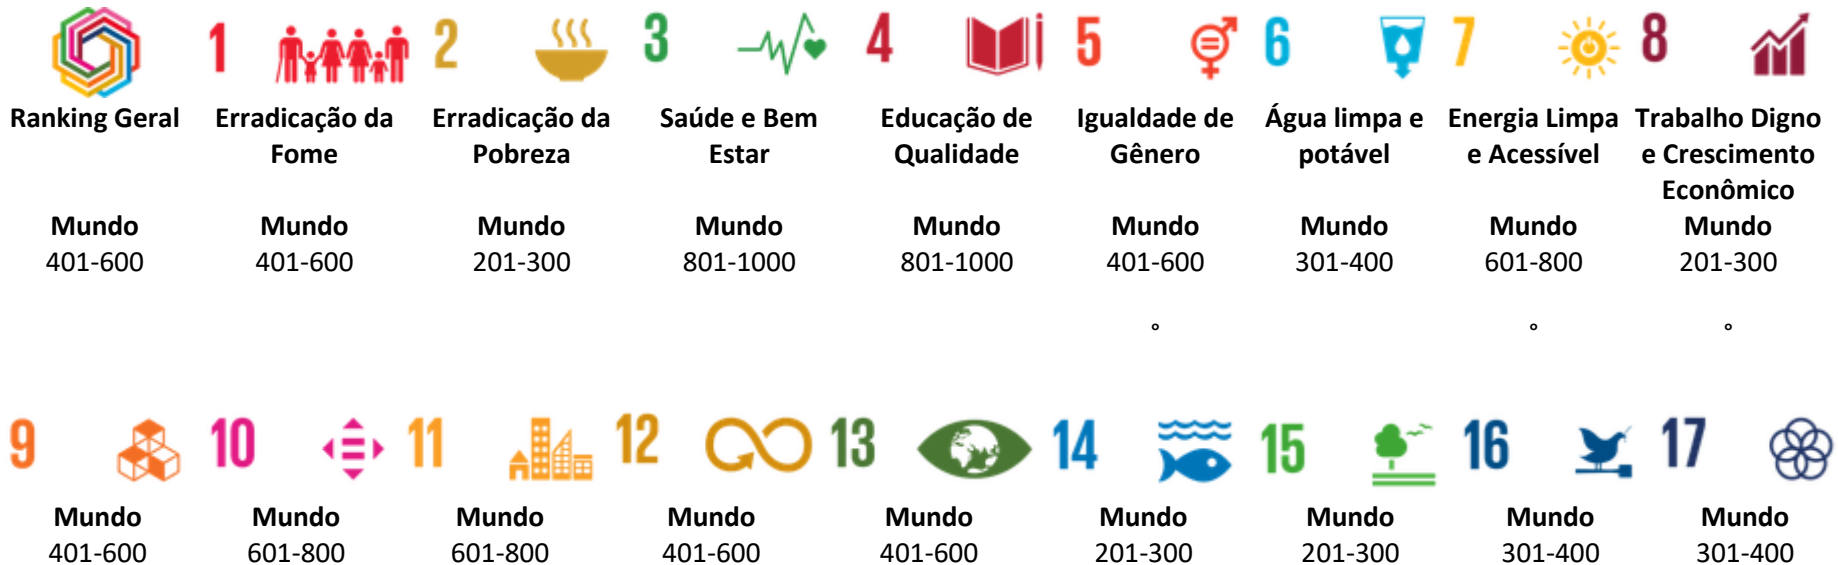 1 2 3 4 5 6 7 8
Ranking Geral Erradicação da Erradicação da Saúde e Bem Educação de Igualdade de Água limpa e Energia Limpa Trabalho Digno
Fome Pobreza Estar Qualidade Gênero potável e Acessível e Crescimento
Econômico
Mundo Mundo Mundo Mundo Mundo Mundo Mundo Mundo Mundo
401-600 401-600 201-300 801-1000 801-1000 401-600 301-400 601-800 201-300
° ° °
9 10 11 12 13 14 15 16 17
Mundo Mundo Mundo Mundo Mundo Mundo Mundo Mundo Mundo
401-600 601-800 601-800 401-600 401-600 201-300 201-300 301-400 301-400